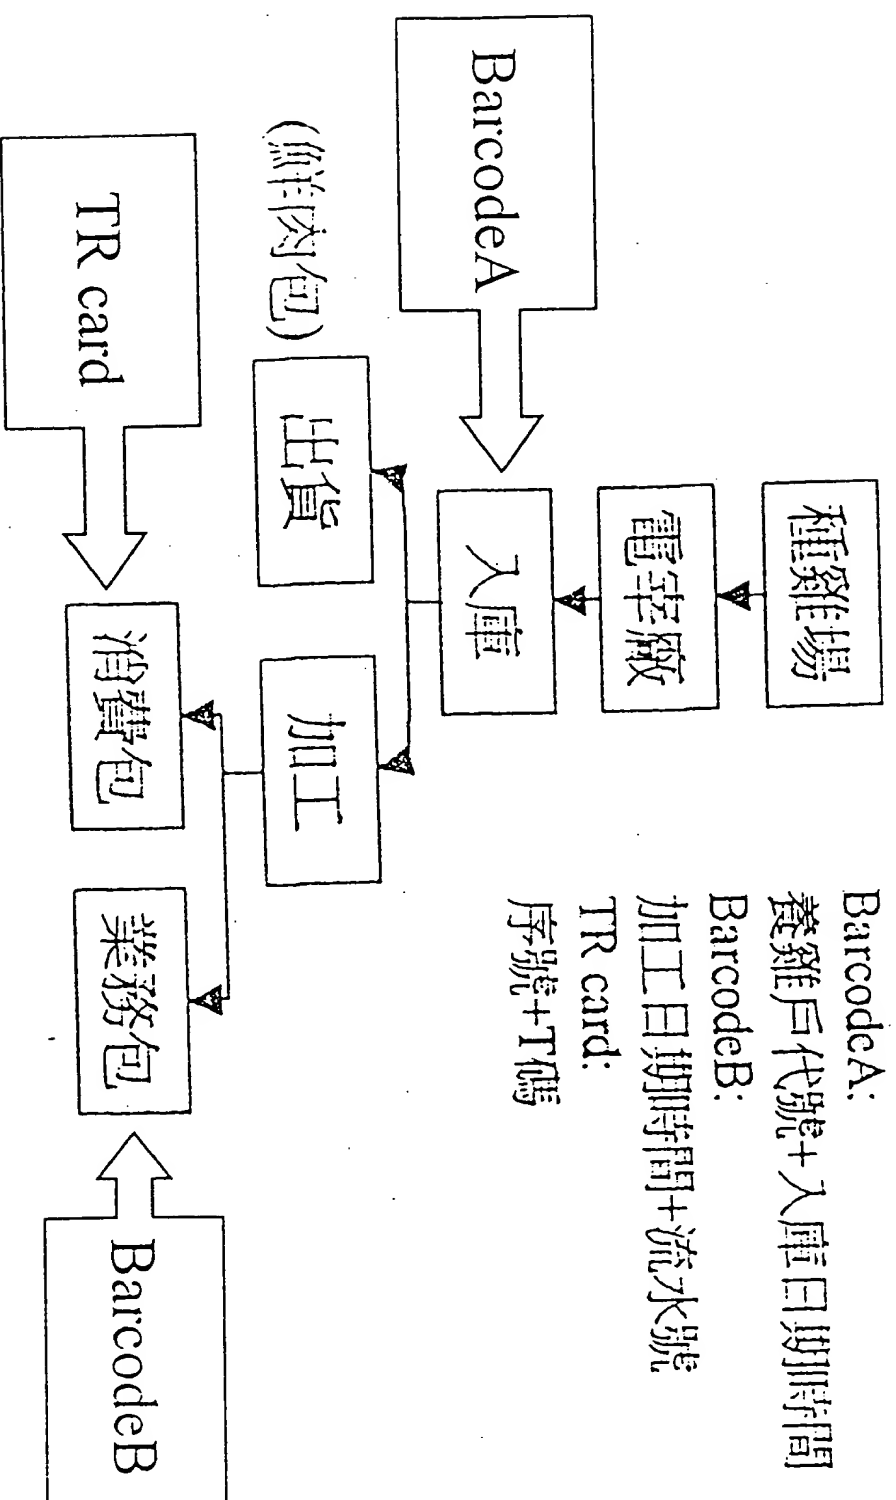 種雞場
電宰廠
BarcodeA
入庫
出貨
(鮮肉包)
加工
TR card
消費包
業務包
BarcodeB
BarcodeA:
養雞戶代號+入庫日期時間
BarcodeB:
加工日期時間+流水號
TR card:
序號+T碼